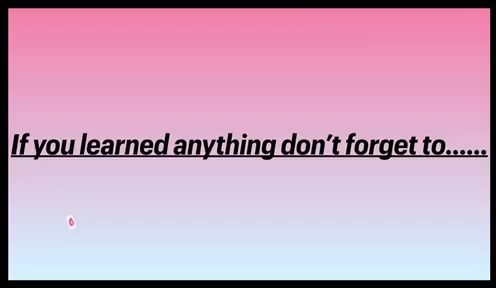 If you learned anything don’t forget to......